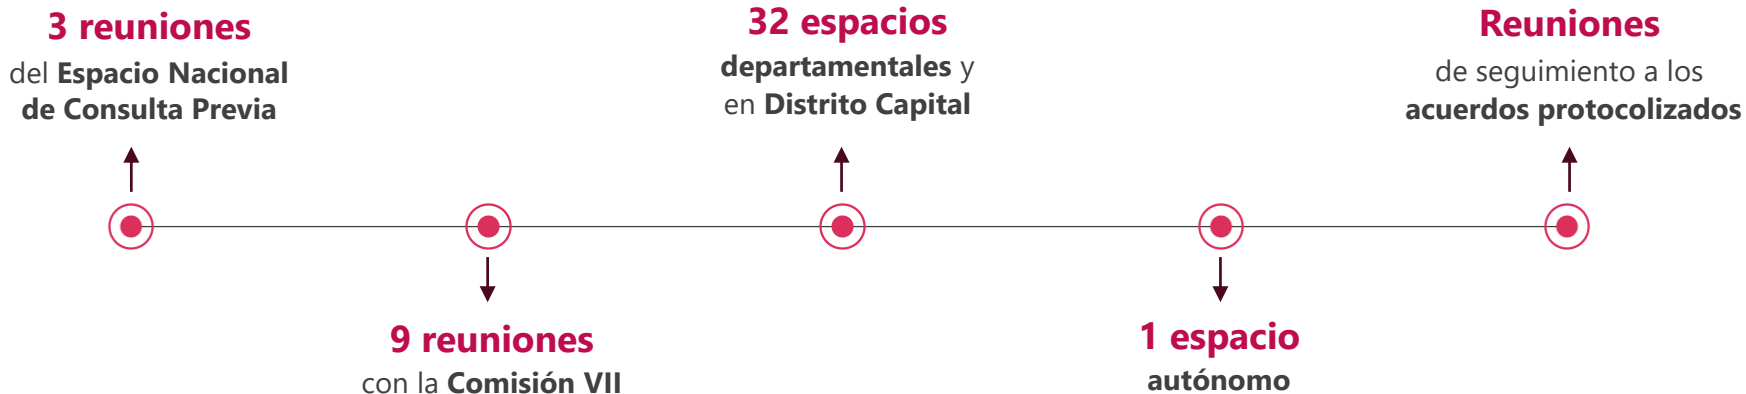 3 reuniones
del Espacio Nacional
de Consulta Previa
9 reuniones
con la Comisión VII
32 espacios
departamentales y
en Distrito Capital
1 espacio
autónomo
Reuniones
de seguimiento a los
acuerdos protocolizados